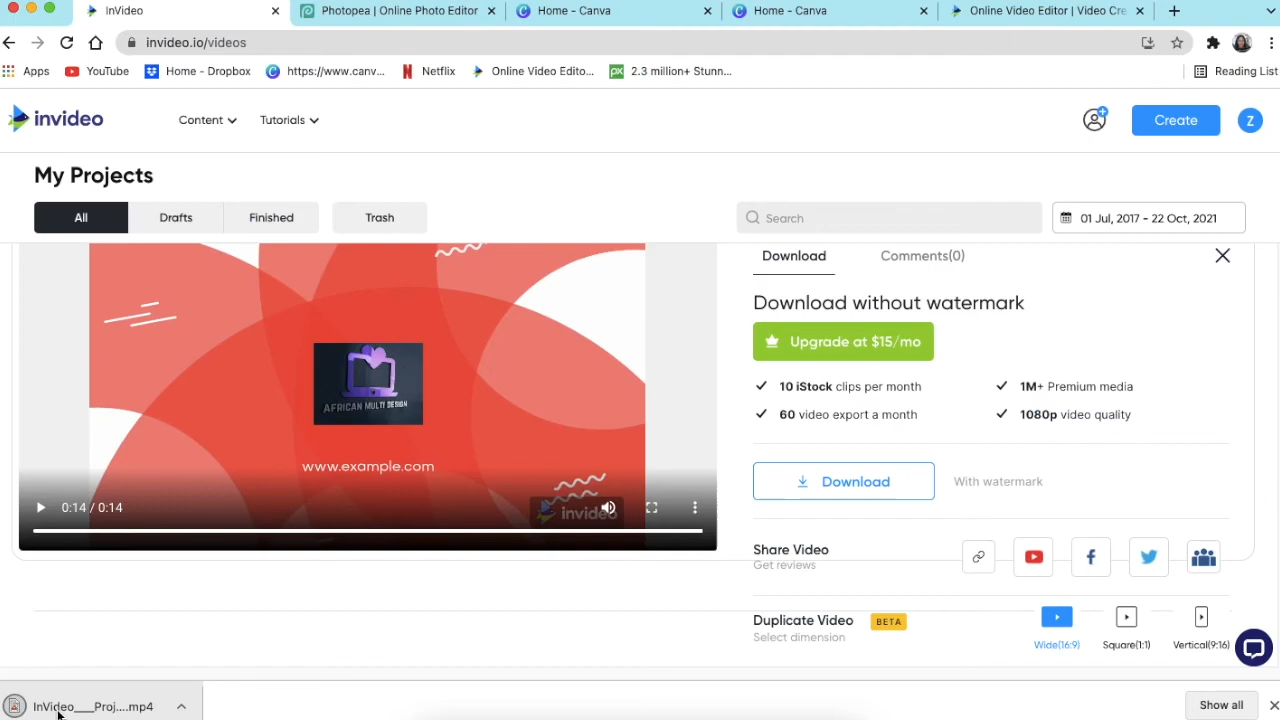 InVideo
Photopea | Online Photo Editor
Home - Canva
Home - Canva
Online Video Editor | Video Cre
invideo.io/videos
Apps
YouTube
Home - Dropbox
https://www.canv...
Netflix
Online Video Edito...
2.3 million+ Stunn...
Reading List
invideo
Content
Tutorials
Create
Z
My Projects
All
Drafts
Finished
Trash
Search
01 Jul, 2017 - 22 Oct, 2021
Download
Comments(0)
Download without watermark
Upgrade at $15/mo
10 iStock clips per month
1M+ Premium media
60 video export a month
1080p video quality
AFRICAN MULTI DESIGN
www.example.com
invideo
0:14 / 0:14
Download
With watermark
Share Video
Get reviews
Duplicate Video
BETA
Select dimension
Wide(16:9)
Square(1:1)
Vertical(9:16)
InVideo___Proj....mp4
Show all